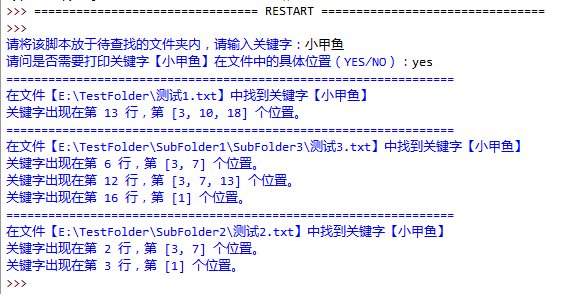 >>> ================================ RESTART ================================
>>>
请将该脚本放于待查找的文件夹内，请输入关键字：小甲鱼
请问是否需要打印关键字【小甲鱼】在文件中的具体位置（YES/NO）：yes
================================================================
在文件【E:\TestFolder\测试1.txt】中找到关键字【小甲鱼】
关键字出现在第 13 行，第 [3, 10, 18] 个位置。
================================================================
在文件【E:\TestFolder\SubFolder1\SubFolder3\测试3.txt】中找到关键字【小甲鱼】
关键字出现在第 6 行，第 [3, 7] 个位置。
关键字出现在第 12 行，第 [3, 7, 13] 个位置。
关键字出现在第 16 行，第 [1] 个位置。
================================================================
在文件【E:\TestFolder\SubFolder2\测试2.txt】中找到关键字【小甲鱼】
关键字出现在第 2 行，第 [3, 7] 个位置。
关键字出现在第 3 行，第 [1] 个位置。
>>>